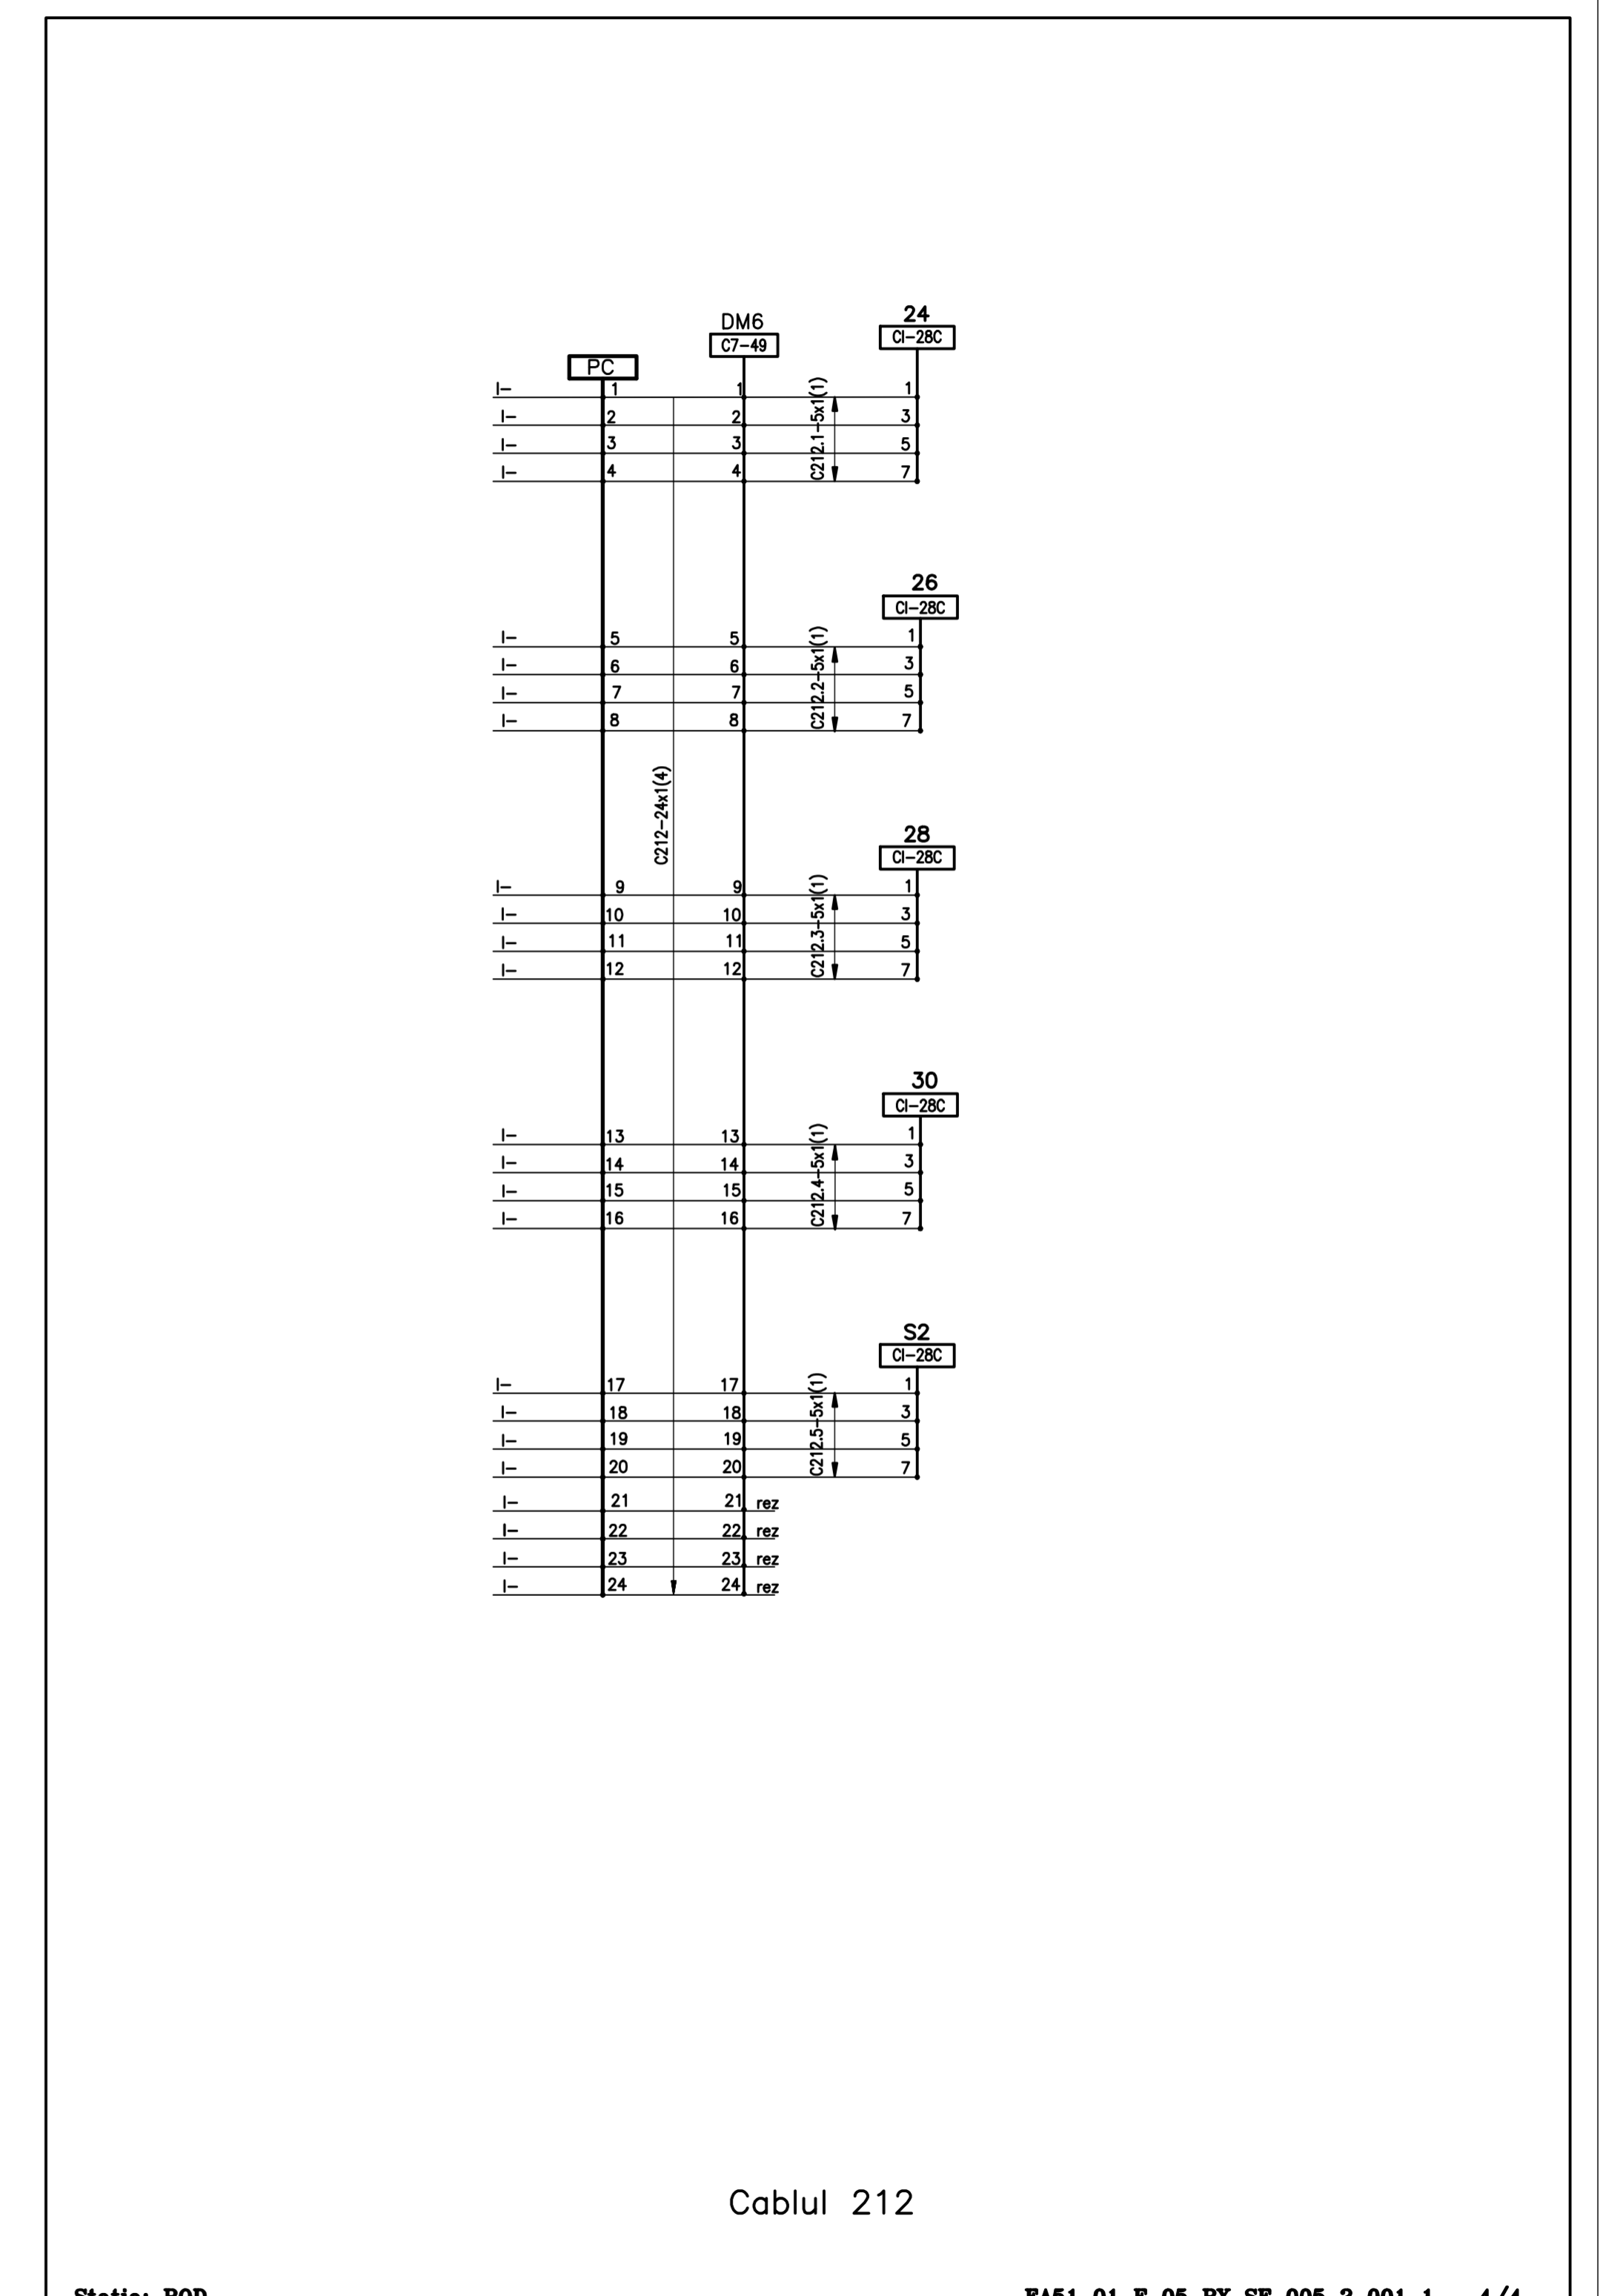 24
DM6
CI-28C
C7-49
PC
I- 1 1 1
I- 2 2 3
I- 3 3 5
I- 4 4 7
C212.1-5x1(1)
26
CI-28C
I- 5 5 1
I- 6 6 3
I- 7 7 5
I- 8 8 7
C212.2-5x1(1)
C212-24x1(4)
28
CI-28C
I- 9 9 1
I- 10 10 3
I- 11 11 5
I- 12 12 7
C212.3-5x1(1)
30
CI-28C
I- 13 13 1
I- 14 14 3
I- 15 15 5
I- 16 16 7
C212.4-5x1(1)
S2
CI-28C
I- 17 17 1
I- 18 18 3
I- 19 19 5
I- 20 20 7
C212.5-5x1(1)
I- 21 21 rez
I- 22 22 rez
I- 23 23 rez
I- 24 24 rez
Cablul 212